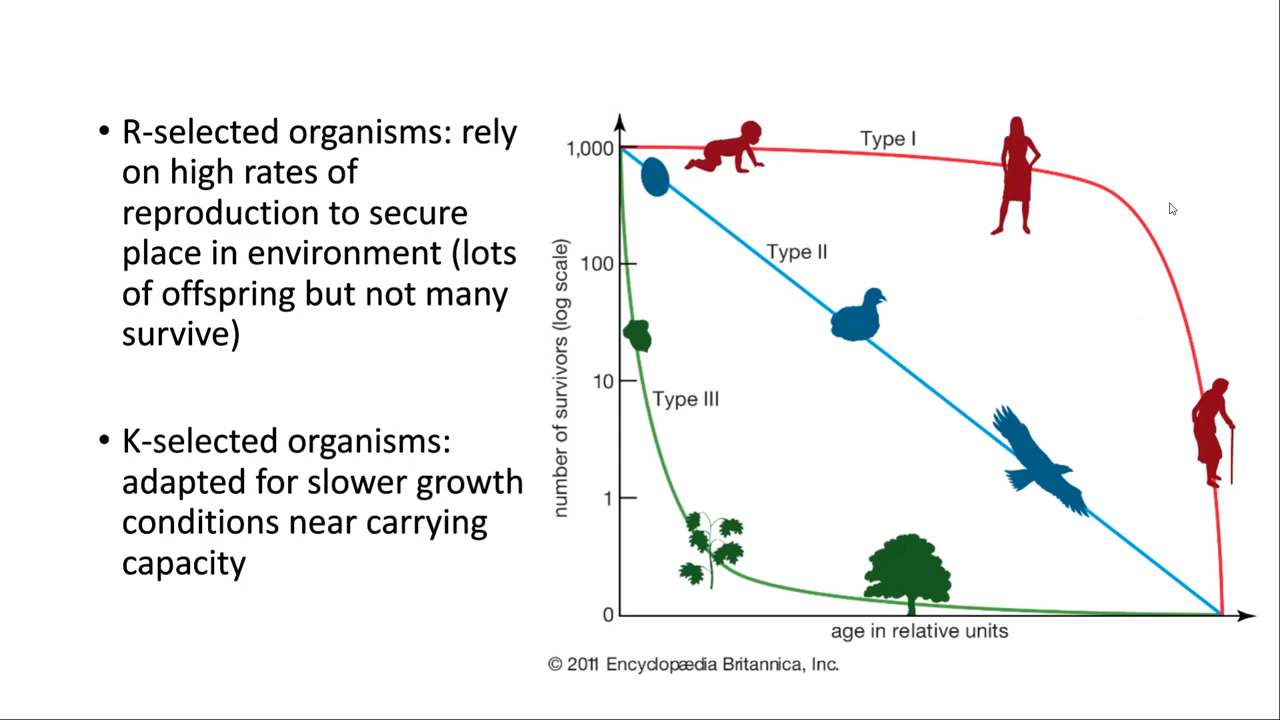 • R-selected organisms: rely
on high rates of
reproduction to secure
place in environment (lots
of offspring but not many
survive)
• K-selected organisms:
adapted for slower growth
conditions near carrying
capacity
number of survivors (log scale)
1,000
100
10
1
0
Type I
Type II
Type III
age in relative units
© 2011 Encyclopædia Britannica, Inc.